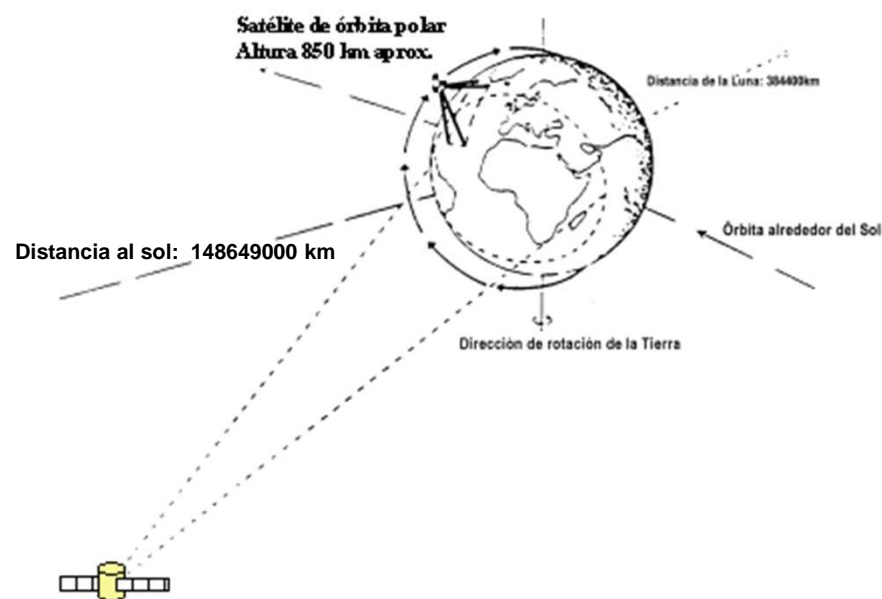 Satélite de órbita polar
Altura 850 km aprox.
Distancia de la Luna: 384400km
Órbita alrededor del Sol
Distancia al sol: 148649000 km
Dirección de rotación de la Tierra